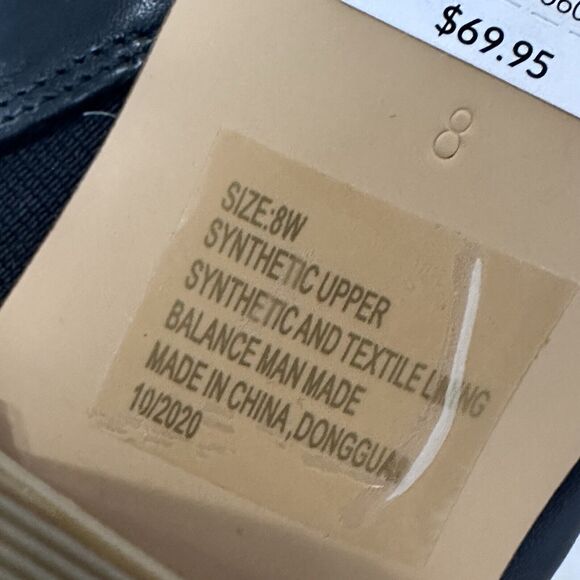 $69.95
8
SIZE:8W
SYNTHETIC UPPER
SYNTHETIC AND TEXTILE LINING
BALANCE MAN MADE
MADE IN CHINA,DONGGUAN
10/2020